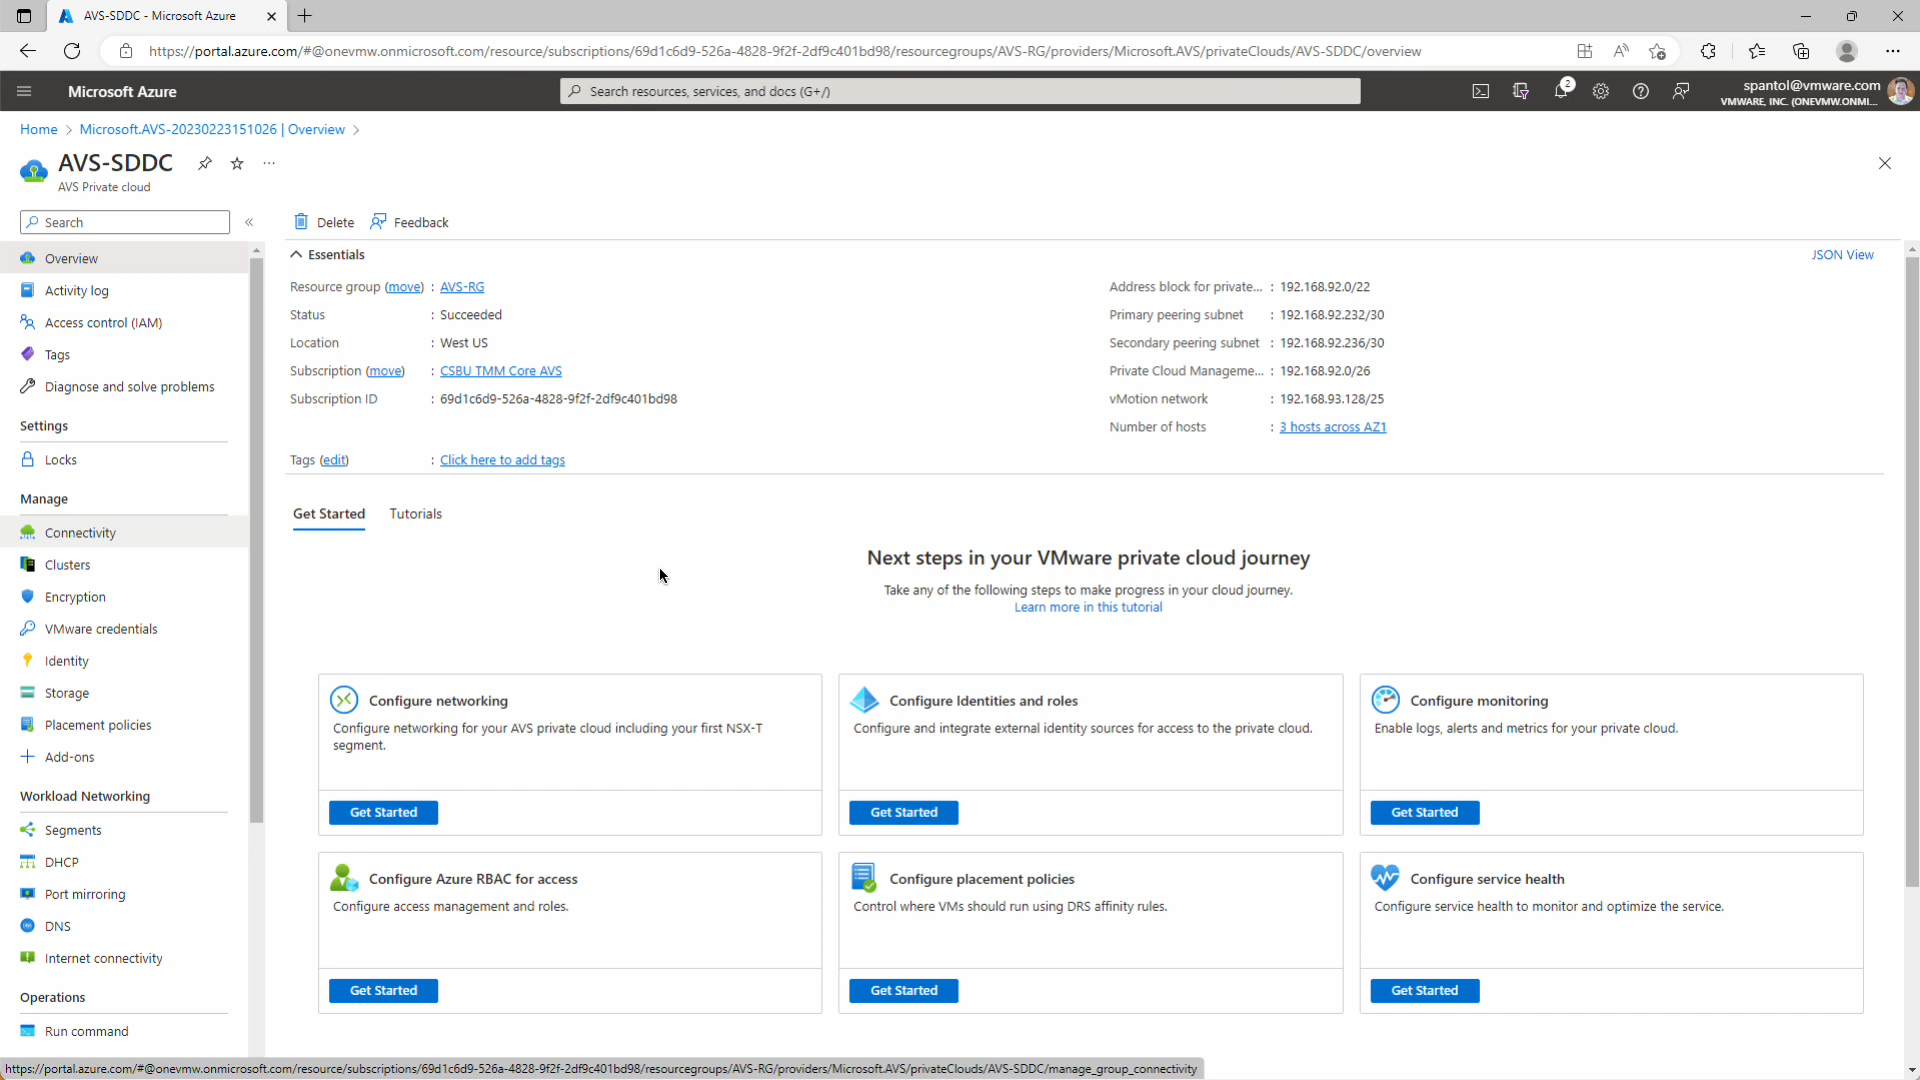 AVS-SDDC - Microsoft Azure
https://portal.azure.com/#@onevmw.onmicrosoft.com/resource/subscriptions/69d1c6d9-526a-4828-9f2f-2df9c401bd98/resourcegroups/AVS-RG/providers/Microsoft.AVS/privateClouds/AVS-SDDC/overview
Microsoft Azure
Search resources, services, and docs (G+/)
2
spantol@vmware.com
VMWARE, INC. (ONEVMW.ONMI...
Home > Microsoft.AVS-20230223151026 | Overview >
AVS-SDDC
AVS Private cloud
Search
Overview
Activity log
Access control (IAM)
Tags
Diagnose and solve problems
Settings
Locks
Manage
Connectivity
Clusters
Encryption
VMware credentials
Identity
Storage
Placement policies
Add-ons
Workload Networking
Segments
DHCP
Port mirroring
DNS
Internet connectivity
Operations
Run command
Delete
Feedback
Essentials
JSON View
Resource group (move) : AVS-RG
Status : Succeeded
Location : West US
Subscription (move) : CSBU TMM Core AVS
Subscription ID : 69d1c6d9-526a-4828-9f2f-2df9c401bd98
Address block for private... : 192.168.92.0/22
Primary peering subnet : 192.168.92.232/30
Secondary peering subnet : 192.168.92.236/30
Private Cloud Manageme... : 192.168.92.0/26
vMotion network : 192.168.93.128/25
Number of hosts : 3 hosts across AZ1
Tags (edit) : Click here to add tags
Get Started
Tutorials
Next steps in your VMware private cloud journey
Take any of the following steps to make progress in your cloud journey.
Learn more in this tutorial
Configure networking
Configure networking for your AVS private cloud including your first NSX-T
segment.
Get Started
Configure Identities and roles
Configure and integrate external identity sources for access to the private cloud.
Get Started
Configure monitoring
Enable logs, alerts and metrics for your private cloud.
Get Started
Configure Azure RBAC for access
Configure access management and roles.
Get Started
Configure placement policies
Control where VMs should run using DRS affinity rules.
Get Started
Configure service health
Configure service health to monitor and optimize the service.
Get Started
https://portal.azure.com/#@onevmw.onmicrosoft.com/resource/subscriptions/69d1c6d9-526a-4828-9f2f-2df9c401bd98/resourcegroups/AVS-RG/providers/Microsoft.AVS/privateClouds/AVS-SDDC/manage_group_connectivity